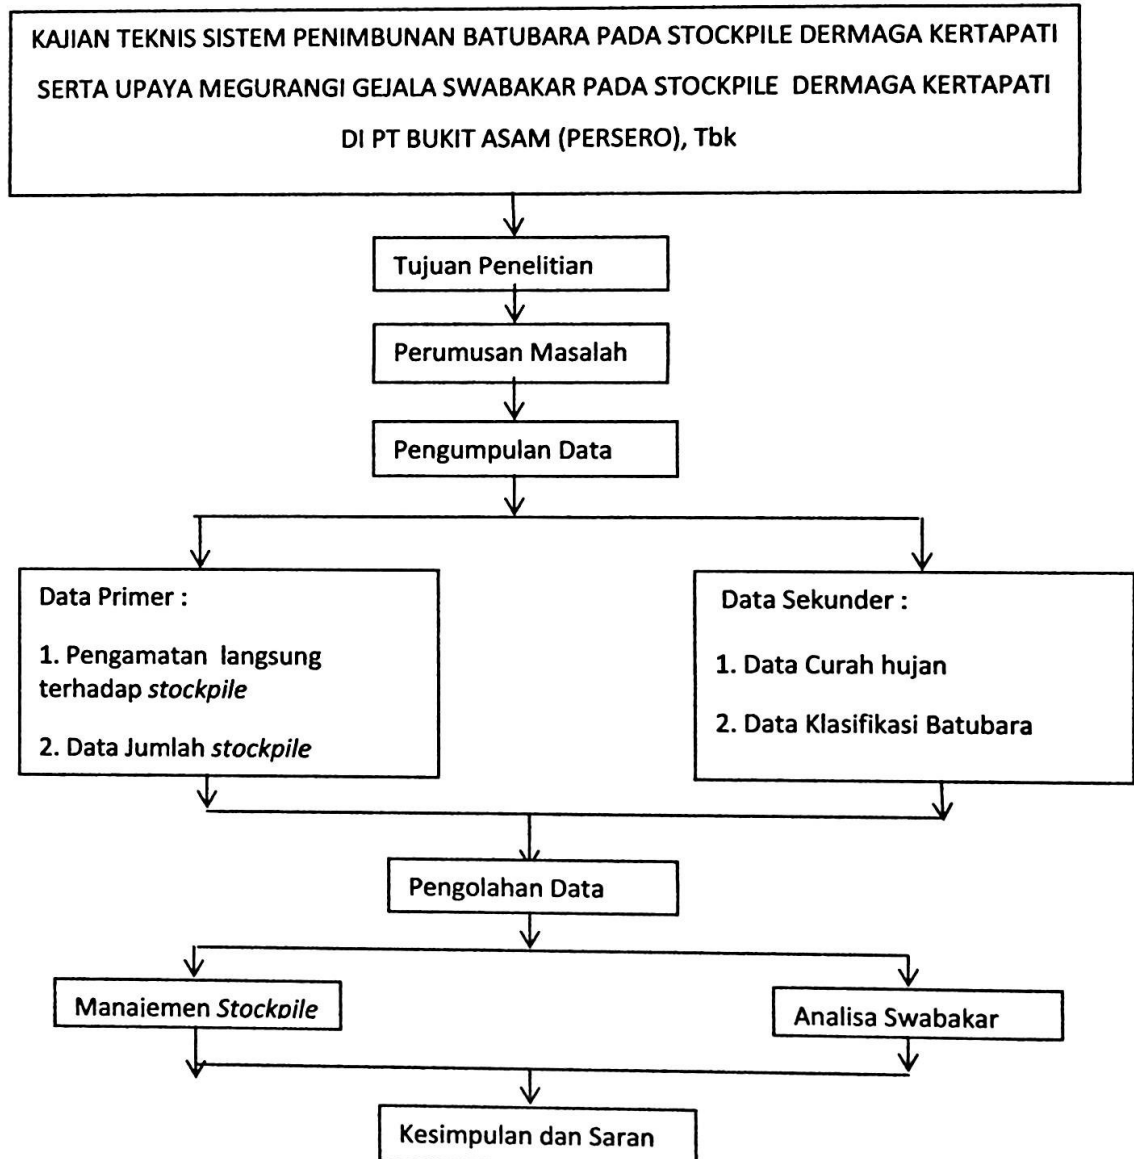 KAJIAN TEKNIS SISTEM PENIMBUNAN BATUBARA PADA STOCKPILE DERMAGA KERTAPATI
SERTA UPAYA MEGURANGI GEJALA SWABAKAR PADA STOCKPILE DERMAGA KERTAPATI
DI PT BUKIT ASAM (PERSERO), Tbk
Tujuan Penelitian
Perumusan Masalah
Pengumpulan Data
Data Primer :
1. Pengamatan langsung
terhadap stockpile
2. Data Jumlah stockpile
Data Sekunder :
1. Data Curah hujan
2. Data Klasifikasi Batubara
Pengolahan Data
Manajemen Stockpile
Analisa Swabakar
Kesimpulan dan Saran